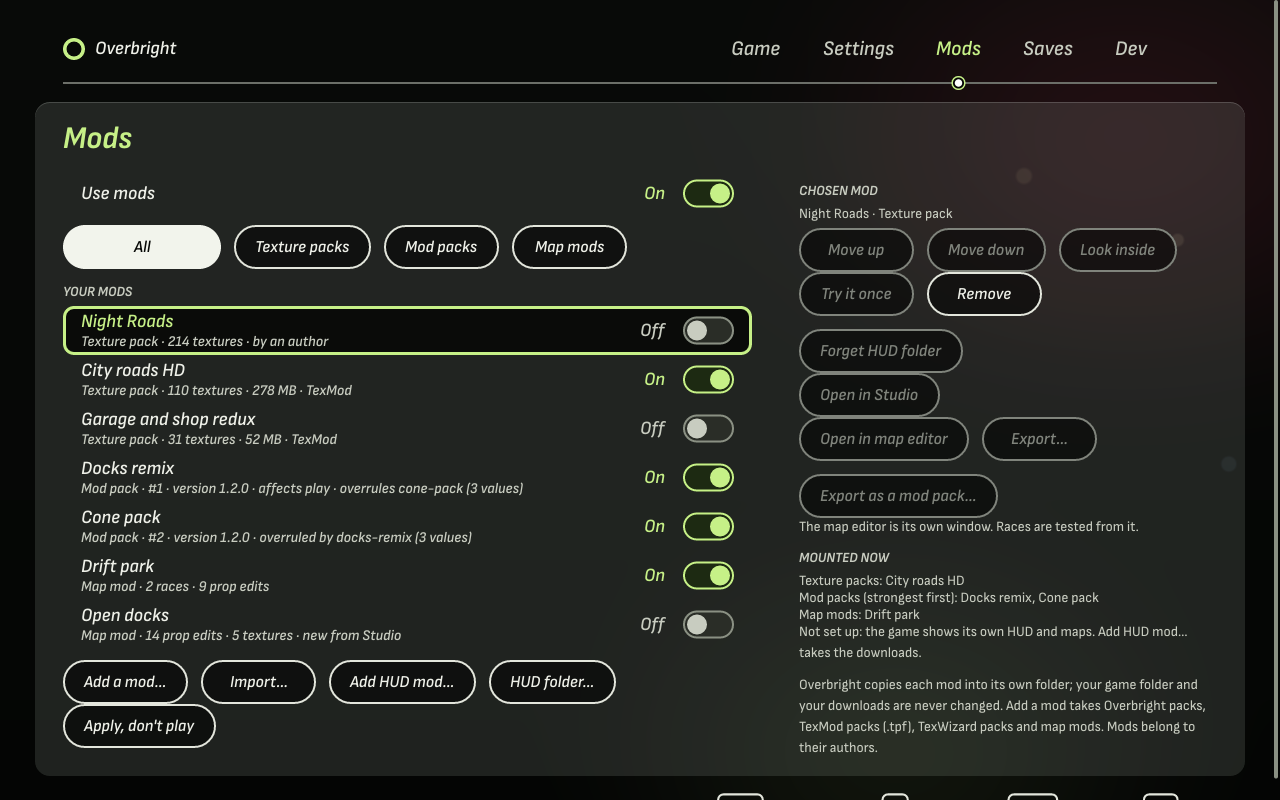 Overbright
Game
Settings
Mods
Saves
Dev
Mods
Use mods
On
All
Texture packs
Mod packs
Map mods
YOUR MODS
Night Roads
Texture pack · 214 textures · by an author
Off
City roads HD
Texture pack · 110 textures · 278 MB · TexMod
On
Garage and shop redux
Texture pack · 31 textures · 52 MB · TexMod
Off
Docks remix
Mod pack · #1 · version 1.2.0 · affects play · overrules cone-pack (3 values)
On
Cone pack
Mod pack · #2 · version 1.2.0 · overruled by docks-remix (3 values)
On
Drift park
Map mod · 2 races · 9 prop edits
On
Open docks
Map mod · 14 prop edits · 5 textures · new from Studio
Off
Add a mod...
Import...
Add HUD mod...
HUD folder...
Apply, don't play
CHOSEN MOD
Night Roads · Texture pack
Move up
Move down
Look inside
Try it once
Remove
Forget HUD folder
Open in Studio
Open in map editor
Export...
Export as a mod pack...
The map editor is its own window. Races are tested from it.
MOUNTED NOW
Texture packs: City roads HD
Mod packs (strongest first): Docks remix, Cone pack
Map mods: Drift park
Not set up: the game shows its own HUD and maps. Add HUD mod...
takes the downloads.
Overbright copies each mod into its own folder; your game folder and
your downloads are never changed. Add a mod takes Overbright packs,
TexMod packs (.tpf), TexWizard packs and map mods. Mods belong to
their authors.